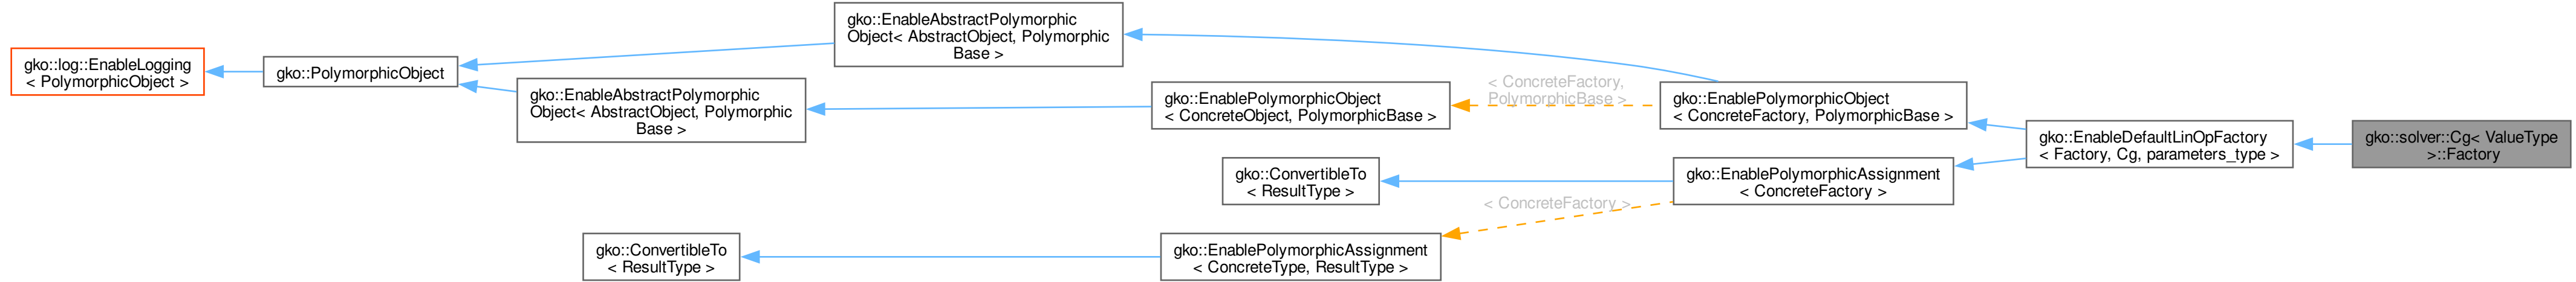 gko::EnableAbstractPolymorphic
Object< AbstractObject, Polymorphic
Base >
gko::log::EnableLogging
< PolymorphicObject >
gko::PolymorphicObject
gko::EnableAbstractPolymorphic
Object< AbstractObject, Polymorphic
Base >
gko::EnablePolymorphicObject
< ConcreteObject, PolymorphicBase >
< ConcreteFactory,
PolymorphicBase >
gko::EnablePolymorphicObject
< ConcreteFactory, PolymorphicBase >
gko::EnableDefaultLinOpFactory
< Factory, Cg, parameters_type >
gko::solver::Cg< ValueType
>::Factory
gko::ConvertibleTo
< ResultType >
gko::EnablePolymorphicAssignment
< ConcreteFactory >
< ConcreteFactory >
gko::ConvertibleTo
< ResultType >
gko::EnablePolymorphicAssignment
< ConcreteType, ResultType >